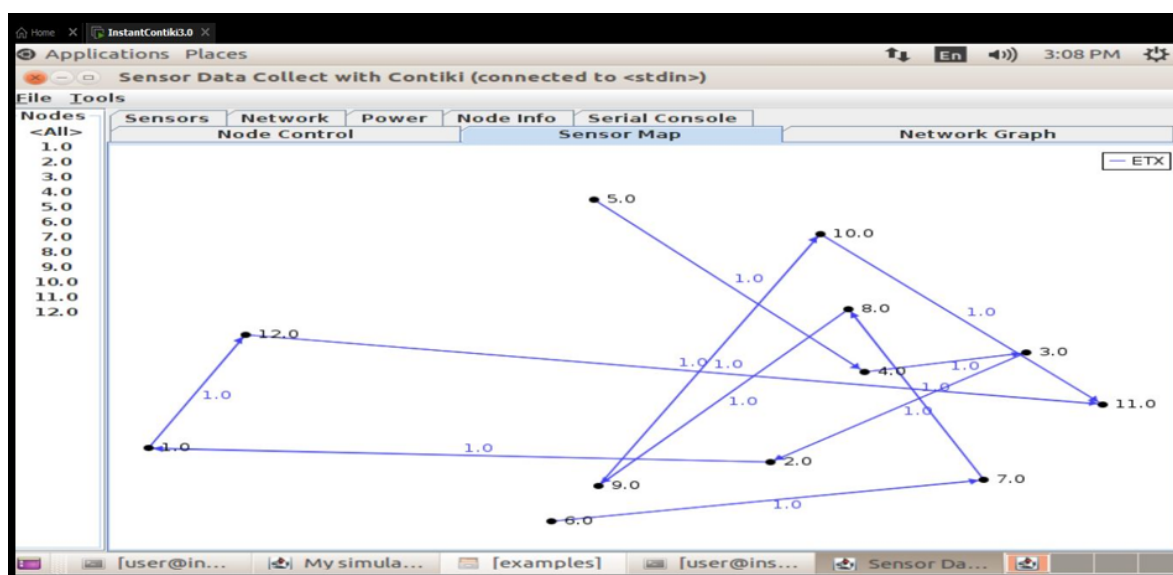 Home X InstantContiki3.0 X
Applications Places En 3:08 PM
Sensor Data Collect with Contiki (connected to <stdin>)
File Tools
Nodes
<All>
1.0
2.0
3.0
4.0
5.0
6.0
7.0
8.0
9.0
10.0
11.0
12.0
Sensors Network Power Node Info Serial Console
Node Control Sensor Map Network Graph
ETX
5.0
10.0
1.0
8.0
1.0
12.0
3.0
1.0 1.0 4.0 1.0
1.0
1.0 1.0 11.0
1.0
1.0 1.0 2.0
9.0 7.0
1.0
6.0
[user@in... My simula... [examples] [user@ins... Sensor Da...